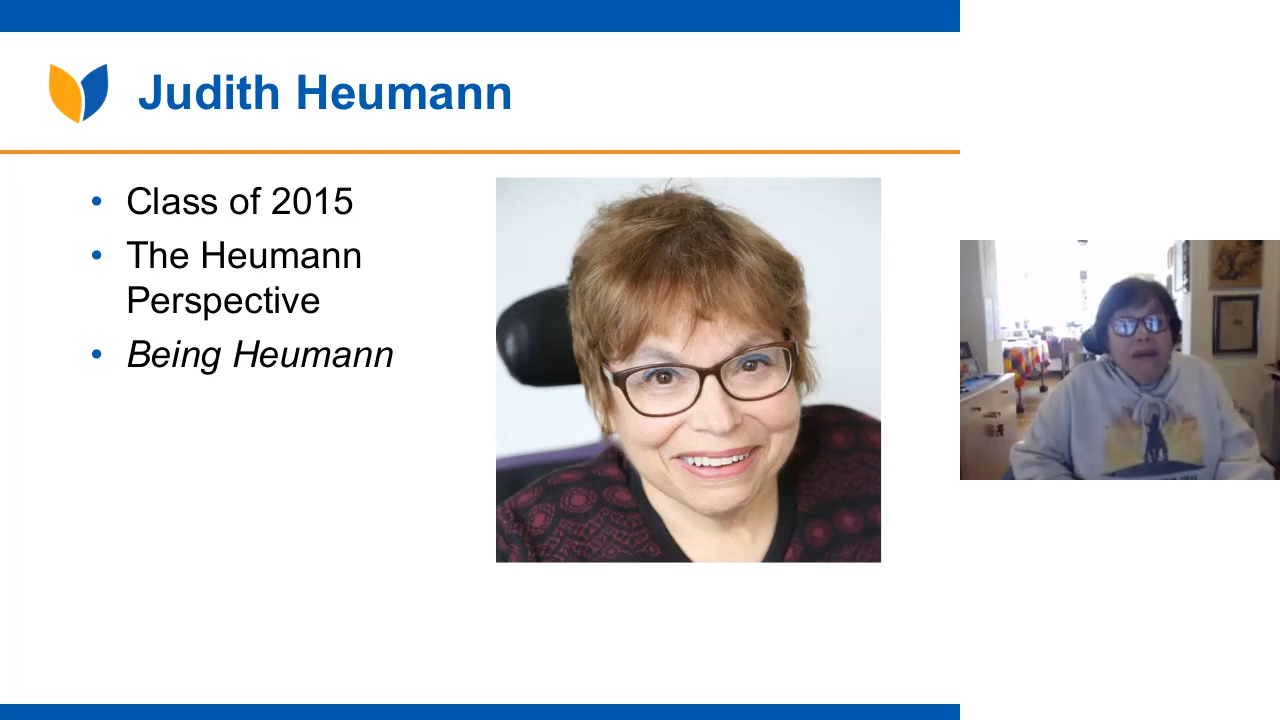 Judith Heumann
• Class of 2015
• The Heumann
Perspective
• Being Heumann